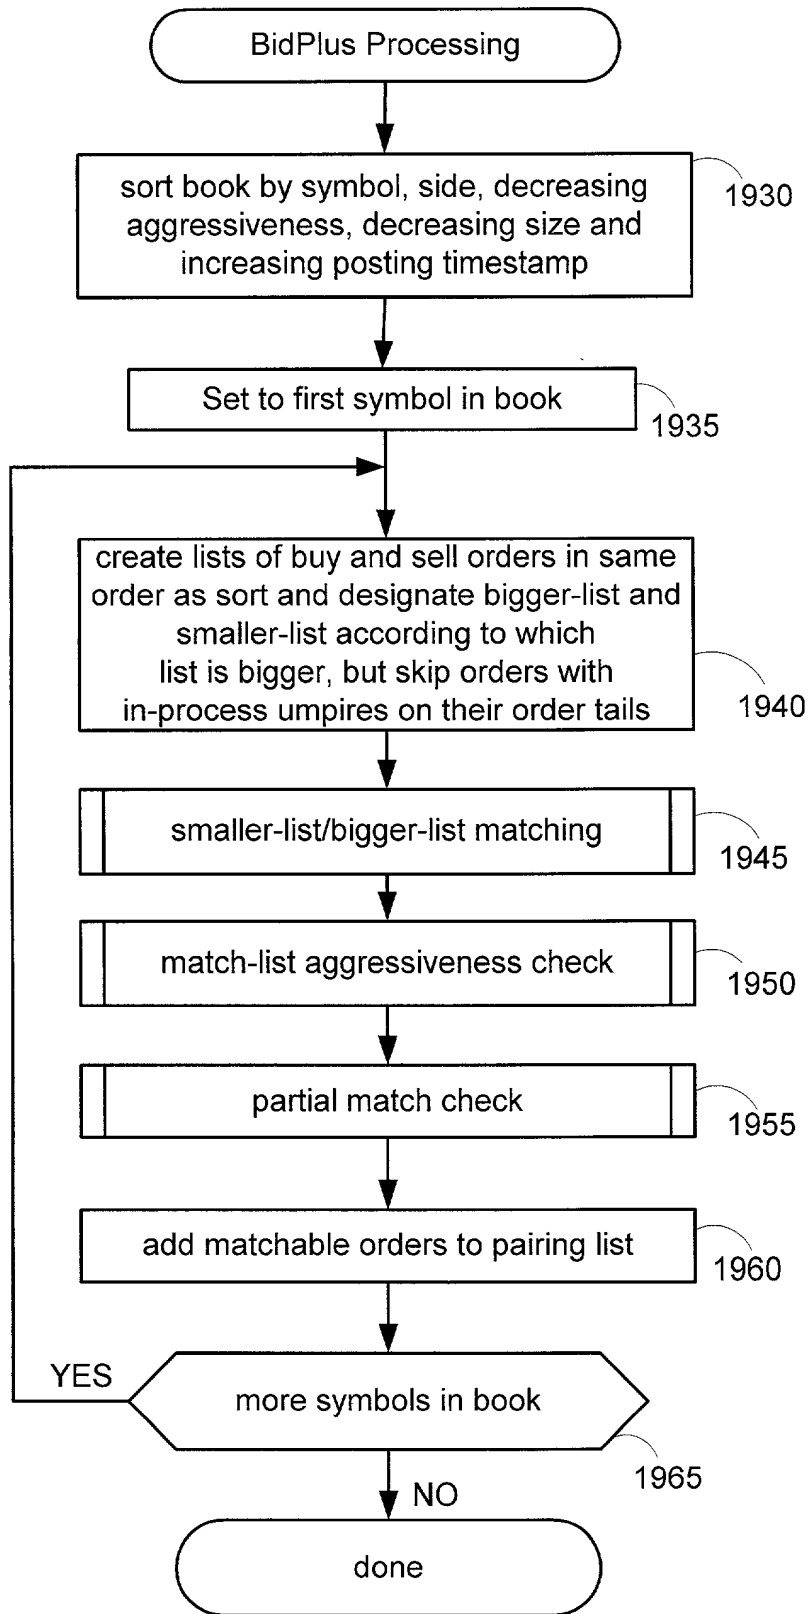 BidPlus Processing
sort book by symbol, side, decreasing
aggressiveness, decreasing size and
increasing posting timestamp
1930
Set to first symbol in book
1935
create lists of buy and sell orders in same
order as sort and designate bigger-list and
smaller-list according to which
list is bigger, but skip orders with
in-process umpires on their order tails
1940
smaller-list/bigger-list matching
1945
match-list aggressiveness check
1950
partial match check
1955
add matchable orders to pairing list
1960
YES
more symbols in book
1965
NO
done